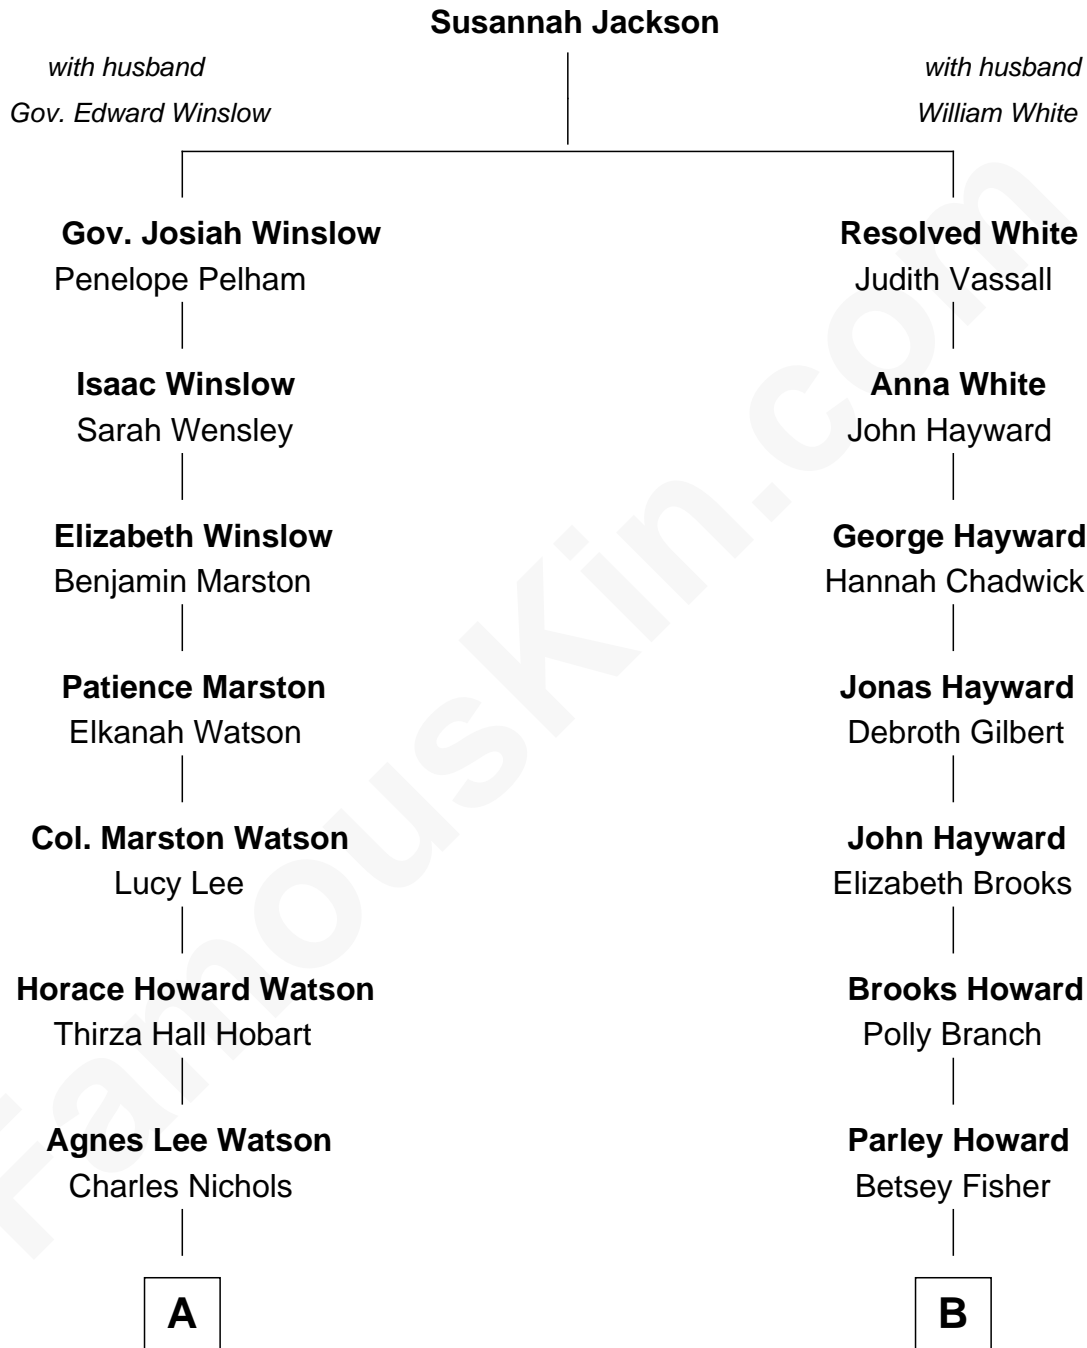 Susannah Jackson
with husband
Gov. Edward Winslow
with husband
William White
Gov. Josiah Winslow
Penelope Pelham
Resolved White
Judith Vassall
Isaac Winslow
Sarah Wensley
Anna White
John Hayward
Elizabeth Winslow
Benjamin Marston
George Hayward
Hannah Chadwick
Patience Marston
Elkanah Watson
Jonas Hayward
Debroth Gilbert
Col. Marston Watson
Lucy Lee
John Hayward
Elizabeth Brooks
Horace Howard Watson
Thirza Hall Hobart
Brooks Howard
Polly Branch
Agnes Lee Watson
Charles Nichols
Parley Howard
Betsey Fisher
A
B
FamousKin.com